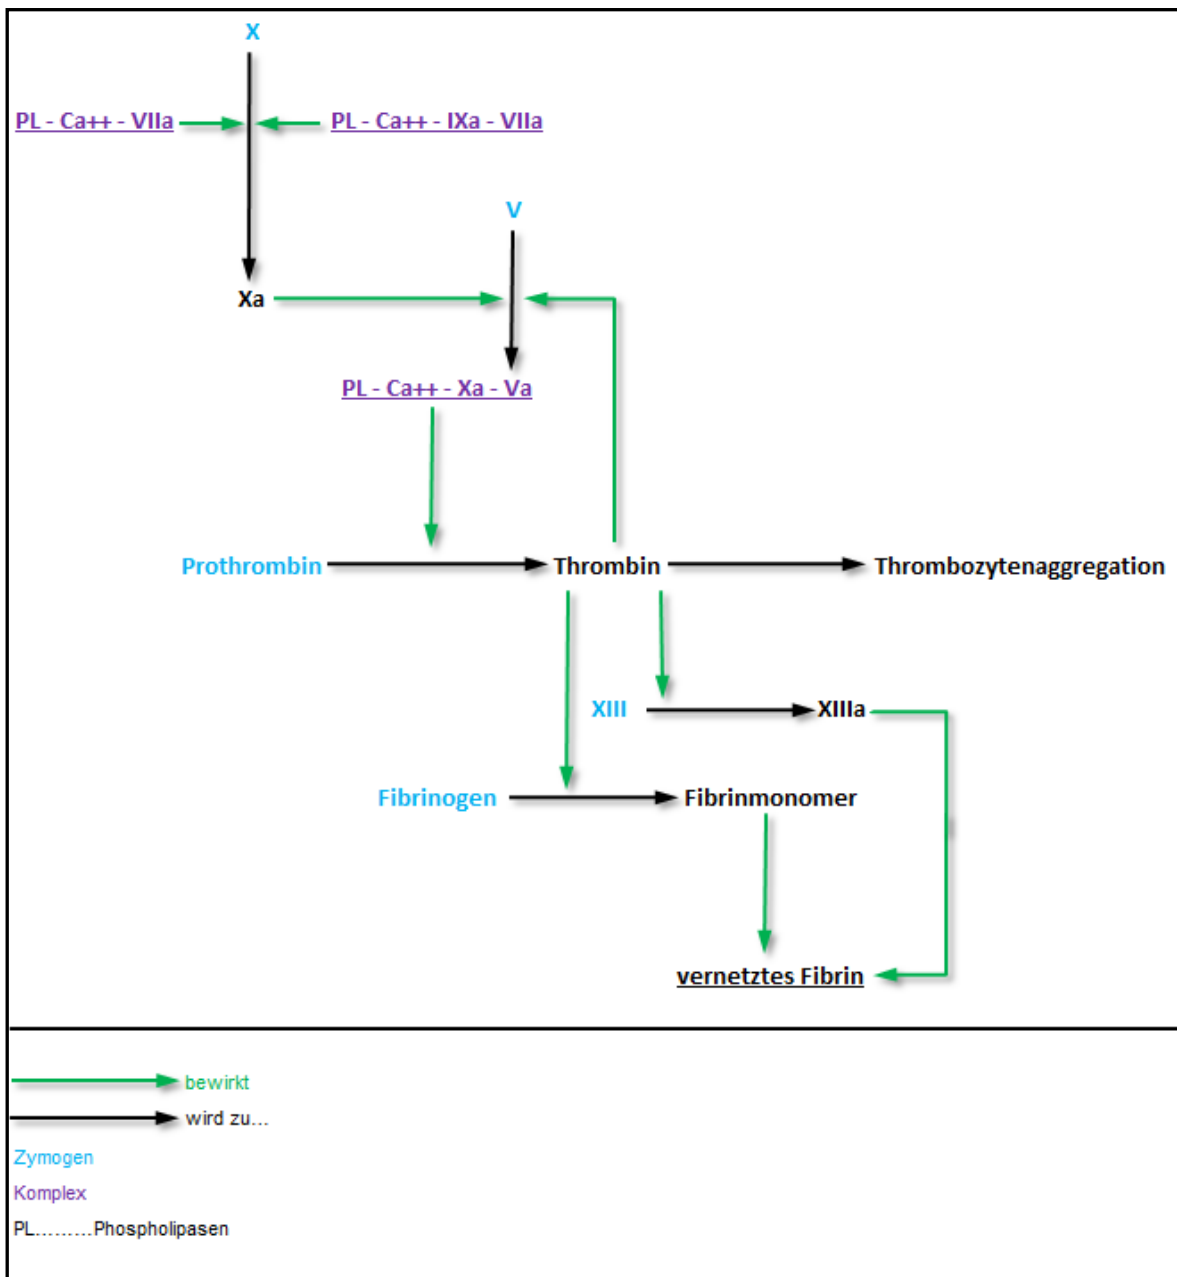 X
PL - Ca++ - VIIa
PL - Ca++ - IXa - VIIa
V
Xa
PL - Ca++ - Xa - Va
Prothrombin
Thrombin
Thrombozytenaggregation
XIII
XIIIa
Fibrinogen
Fibrinmonomer
vernetztes Fibrin
bewirkt
wird zu...
Zymogen
Komplex
PL.........Phospholipasen